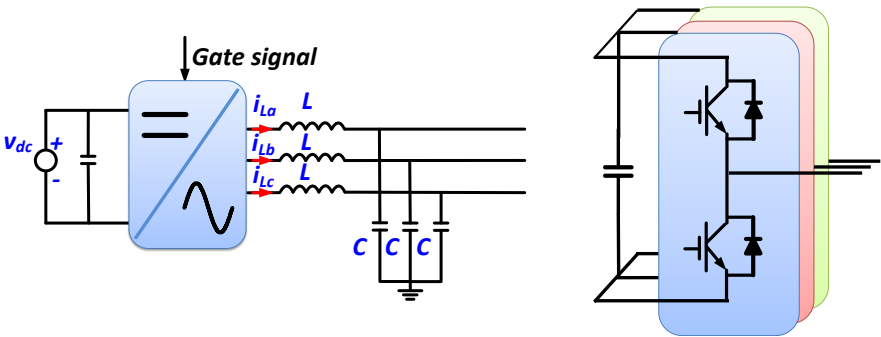 Gate signal
i_La L
v_dc + i_Lb L
- i_Lc L
C C C